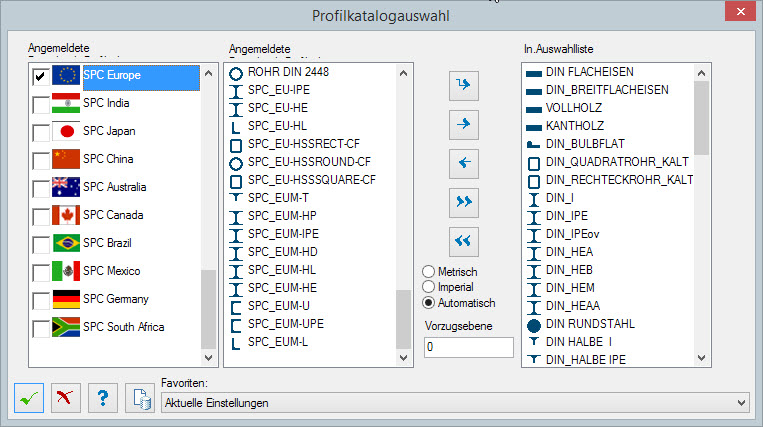 Profilkatalogauswahl
Angemeldete
SPC Europe
SPC India
SPC Japan
SPC China
SPC Australia
SPC Canada
SPC Brazil
SPC Mexico
SPC Germany
SPC South Africa
Angemeldete
ROHR DIN 2448
SPC_EU-IPE
SPC_EU-HE
SPC_EU-HL
SPC_EU-HSSRECT-CF
SPC_EU-HSSROUND-CF
SPC_EU-HSSSQUARE-CF
SPC_EUM-T
SPC_EUM-HP
SPC_EUM-IPE
SPC_EUM-HD
SPC_EUM-HL
SPC_EUM-HE
SPC_EUM-U
SPC_EUM-UPE
SPC_EUM-L
Metrisch
Imperial
Automatisch
Vorzugsebene
0
In.Auswahlliste
DIN FLACHEISEN
DIN_BREITFLACHEISEN
VOLLHOLZ
KANTHOLZ
DIN_BULBFLAT
DIN_QUADRATROHR_KALT
DIN_RECHTECKROHR_KALT
DIN_I
DIN_IPE
DIN_IPEov
DIN_HEA
DIN_HEB
DIN_HEM
DIN_HEAA
DIN RUNDSTAHL
DIN HALBE I
DIN_HALBE IPE
Favoriten:
Aktuelle Einstellungen